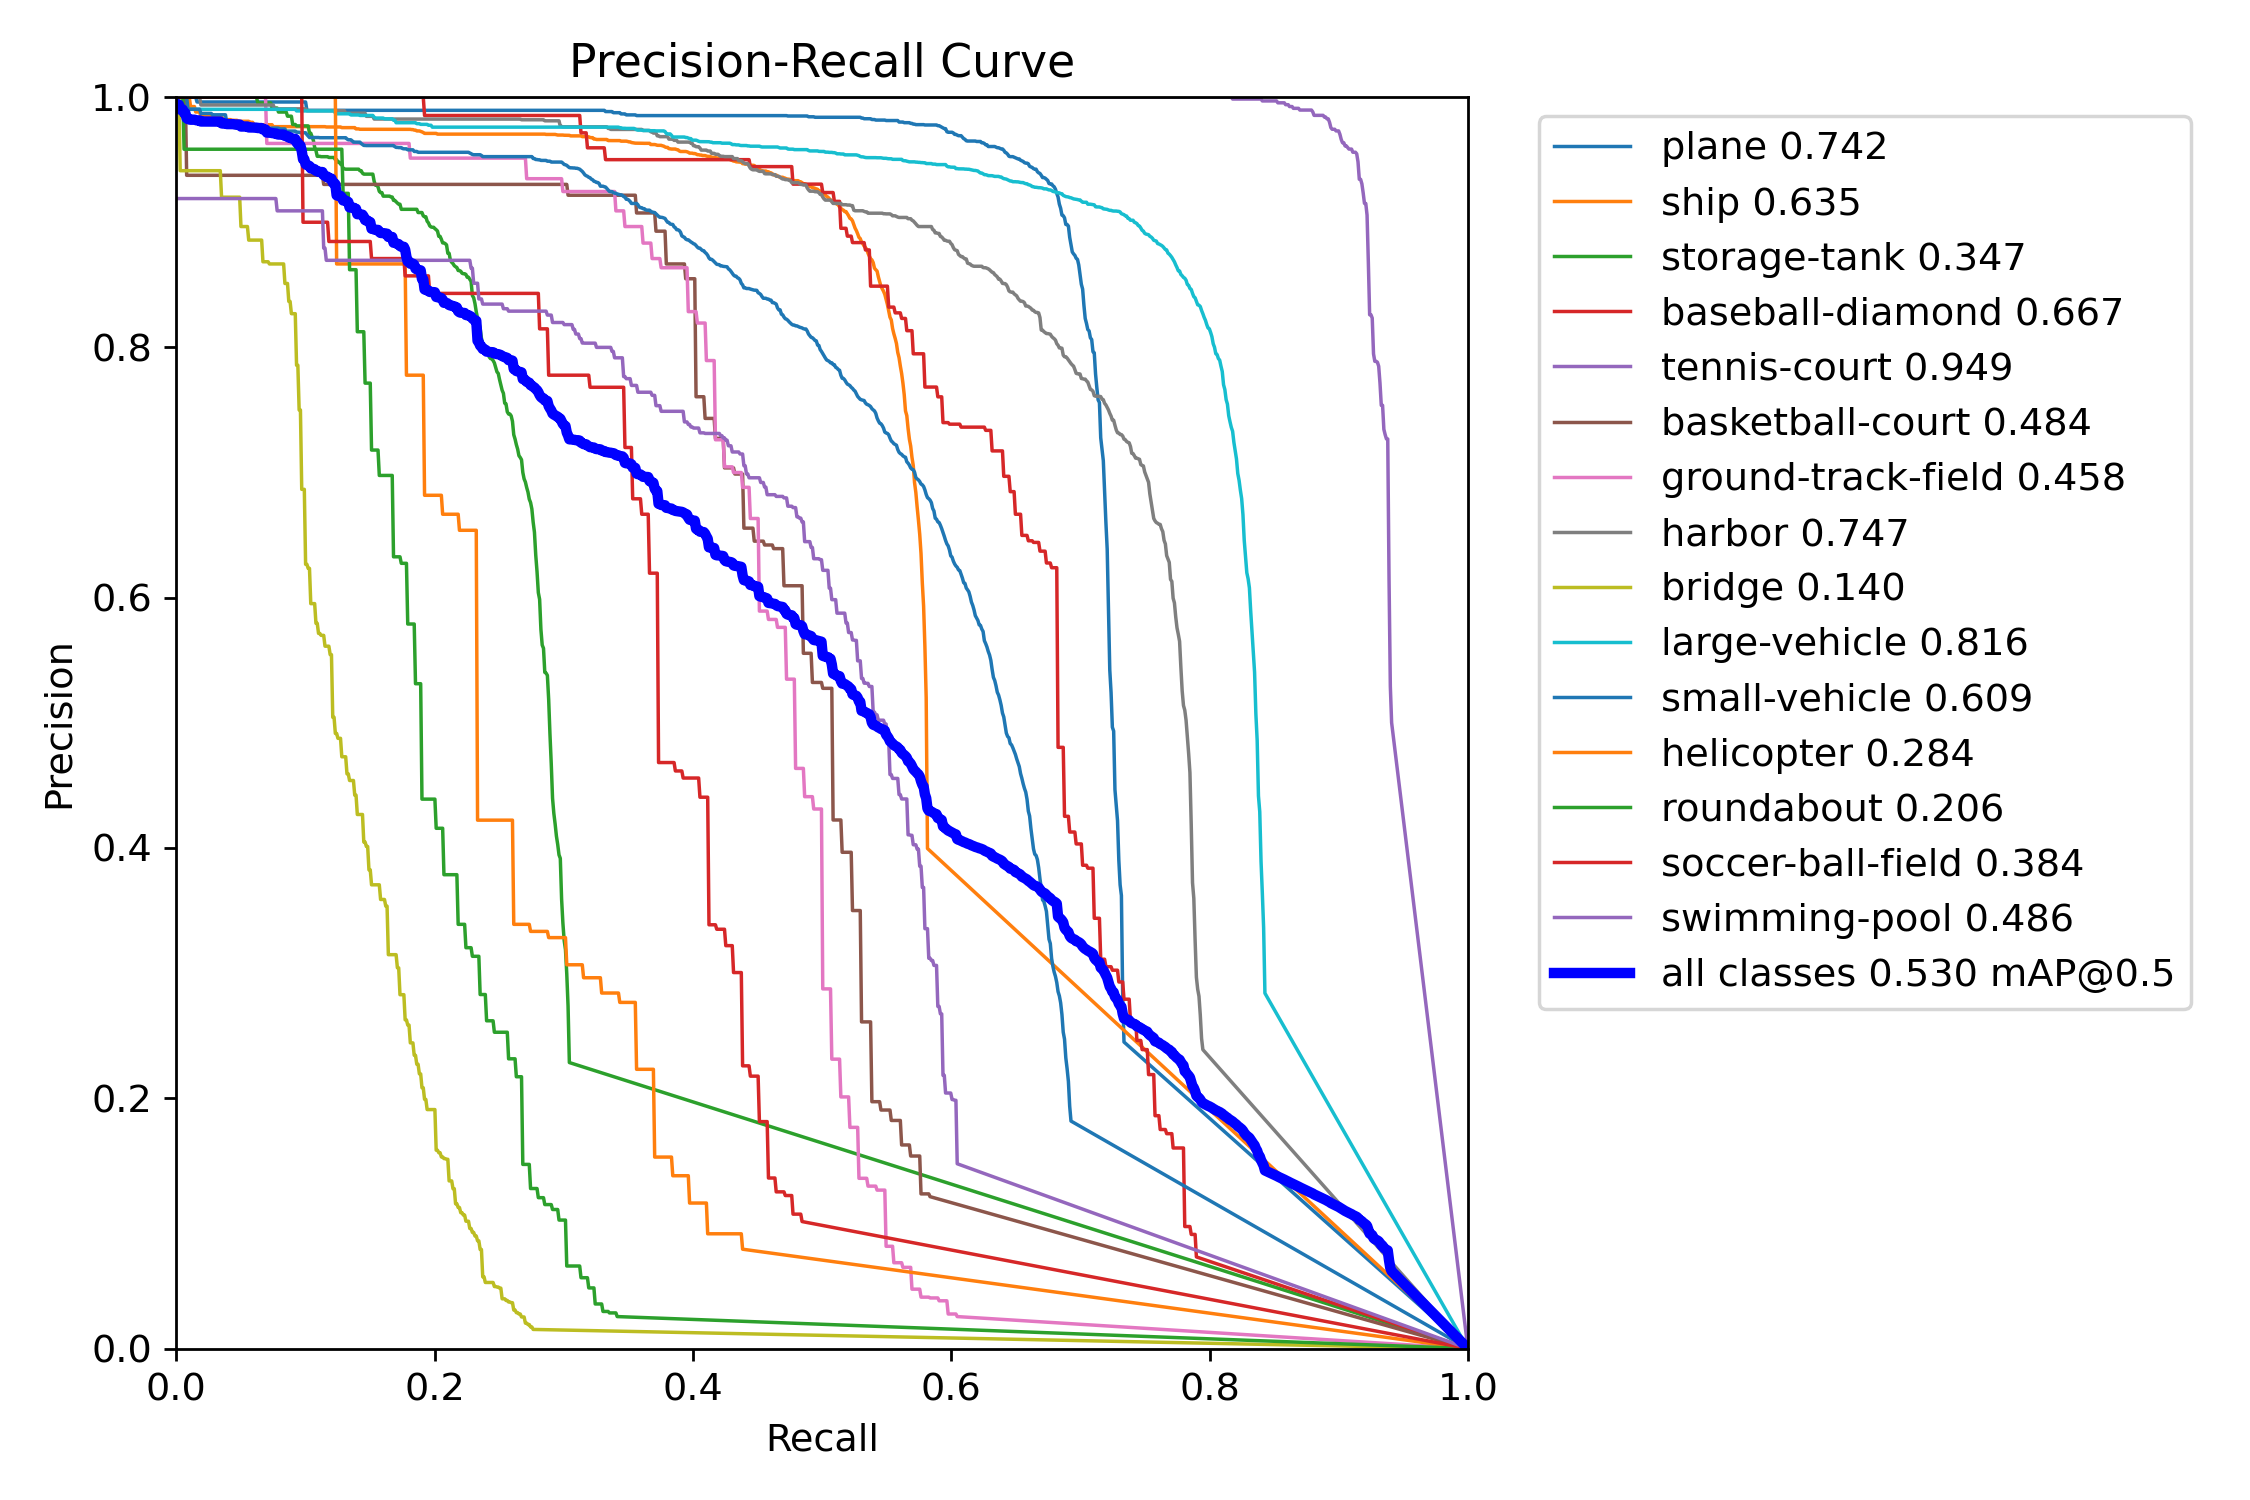 Precision-Recall Curve
1.0
0.8
0.6
0.4
0.2
0.0
Precision
0.0 0.2 0.4 0.6 0.8 1.0
Recall
plane 0.742
ship 0.635
storage-tank 0.347
baseball-diamond 0.667
tennis-court 0.949
basketball-court 0.484
ground-track-field 0.458
harbor 0.747
bridge 0.140
large-vehicle 0.816
small-vehicle 0.609
helicopter 0.284
roundabout 0.206
soccer-ball-field 0.384
swimming-pool 0.486
all classes 0.530 mAP@0.5